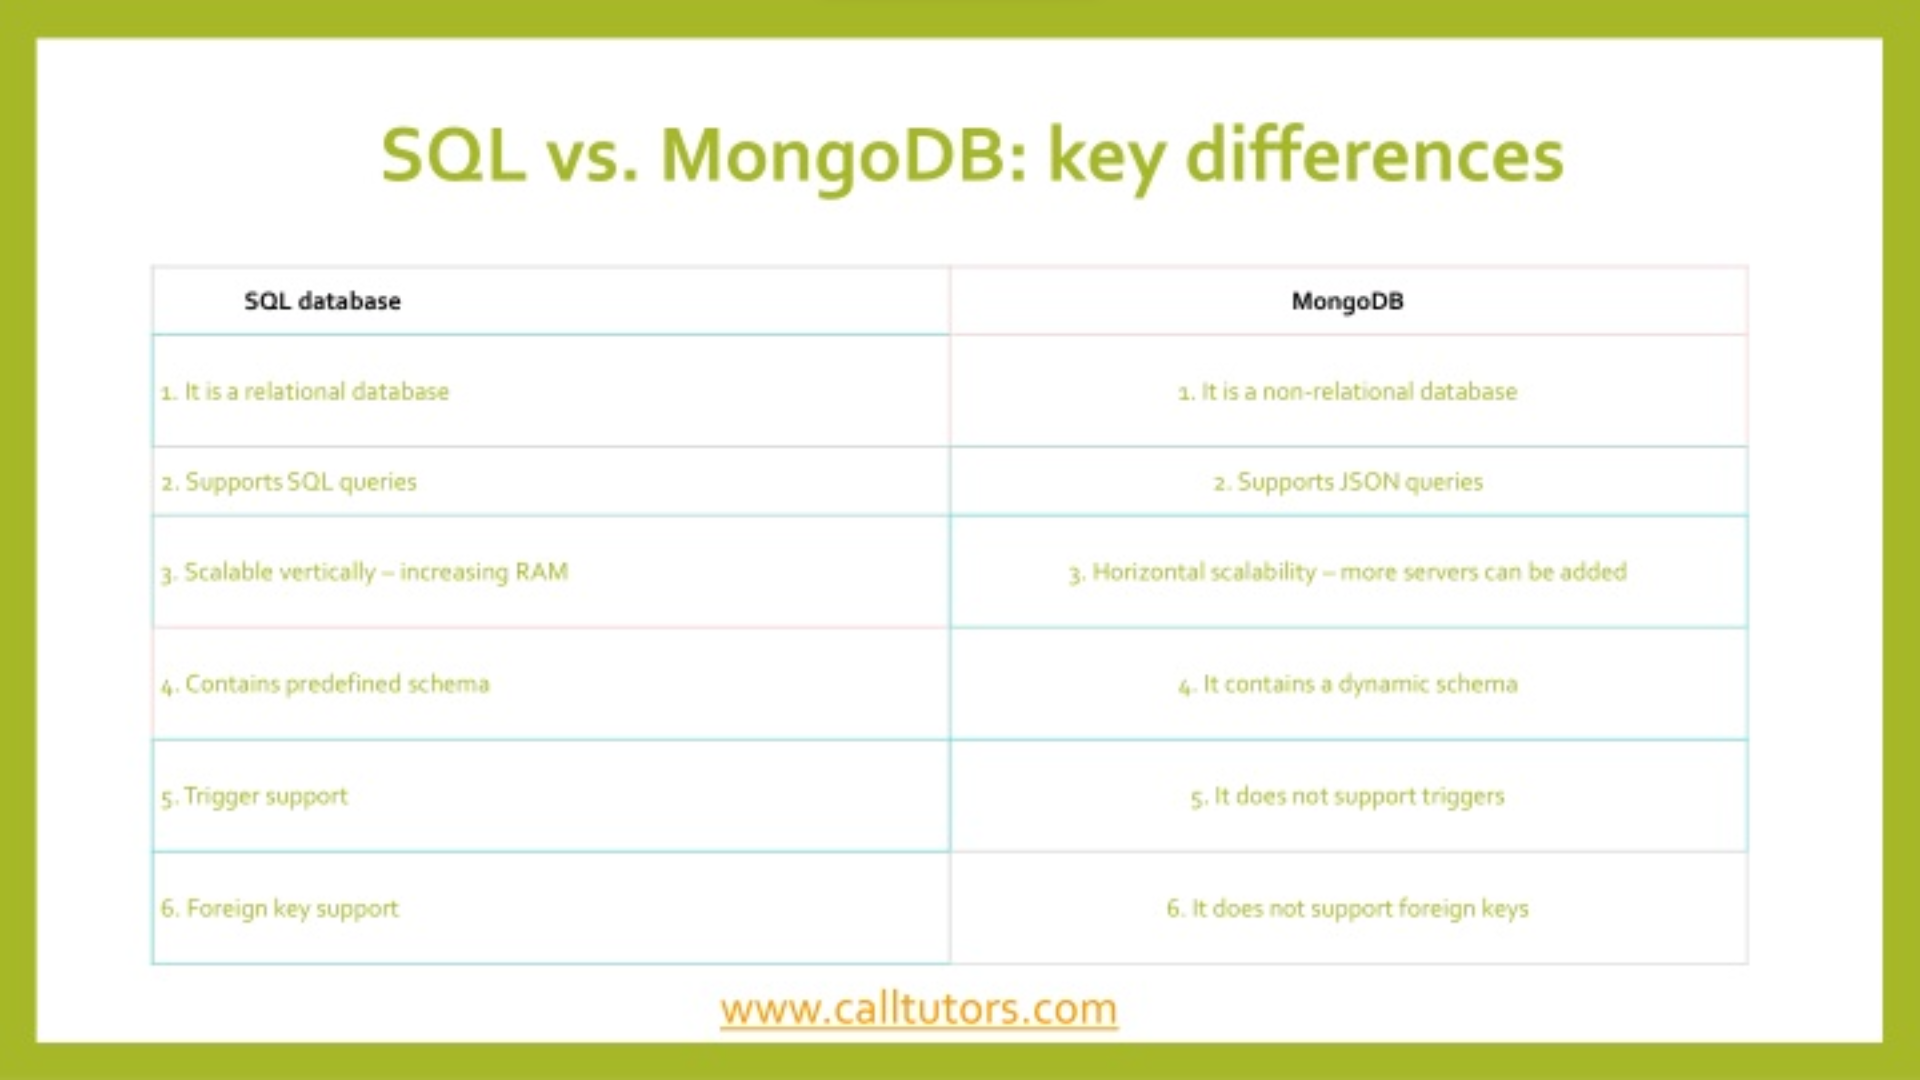 SQL vs. MongoDB: key differences
SQL database
MongoDB
1. It is a relational database
1. It is a non-relational database
2. Supports SQL queries
2. Supports JSON queries
3. Scalable vertically – increasing RAM
3. Horizontal scalability – more servers can be added
4. Contains predefined schema
4. It contains a dynamic schema
5. Trigger support
5. It does not support triggers
6. Foreign key support
6. It does not support foreign keys
www.calltutors.com